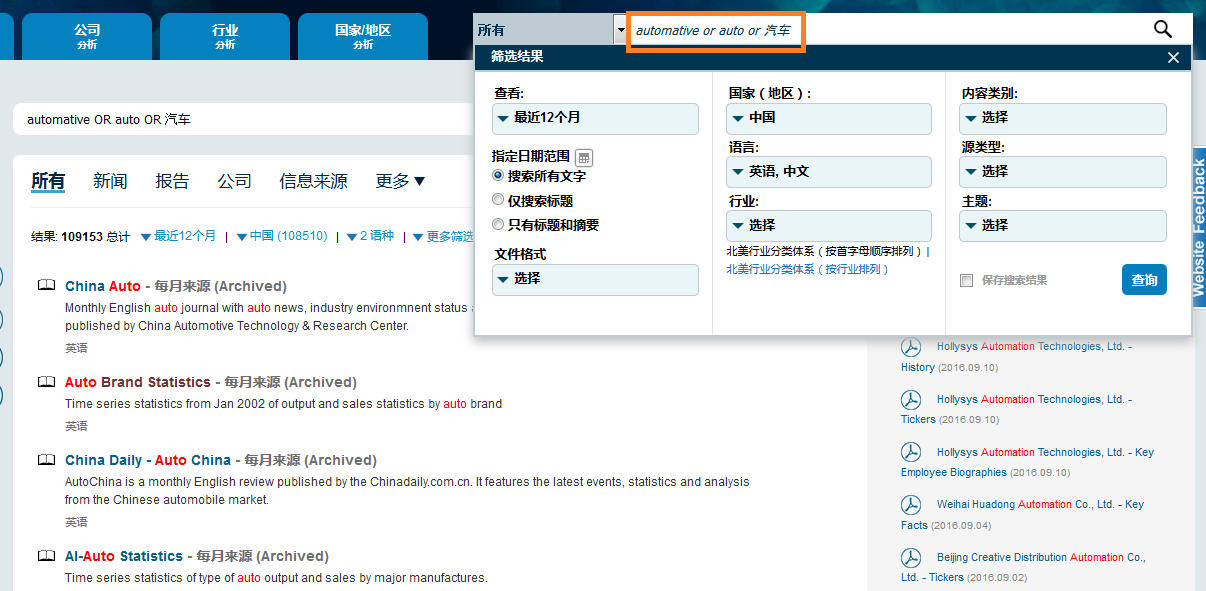 公司
分析
行业
分析
国家/地区
分析
所有
automative or auto or 汽车
筛选结果
查看:
最近12个月
指定日期范围
搜索所有文字
仅搜索标题
只有标题和摘要
文件格式
选择
国家（地区）:
中国
语言:
英语, 中文
行业:
选择
北美行业分类体系（按首字母顺序排列）|
北美行业分类体系（按行业排列）
内容类别:
选择
源类型:
选择
主题:
选择
保存搜索结果
查询
automative OR auto OR 汽车
所有 新闻 报告 公司 信息来源 更多▼
结果: 109153 总计 ▼最近12个月 | ▼中国 (108510) | ▼2 语种 | ▼更多筛选
China Auto - 每月来源 (Archived)
Monthly English auto journal with auto news, industry environmnent status
published by China Automotive Technology & Research Center.
英语
Auto Brand Statistics - 每月来源 (Archived)
Time series statistics from Jan 2002 of output and sales statistics by auto brand
英语
China Daily - Auto China - 每月来源 (Archived)
AutoChina is a monthly English review published by the Chinadaily.com.cn. It features the latest events, statistics and analysis
from the Chinese automobile market.
英语
AI-Auto Statistics - 每月来源 (Archived)
Time series statistics of type of auto output and sales by major manufactures.
Hollysys Automation Technologies, Ltd. -
History (2016.09.10)
Hollysys Automation Technologies, Ltd. -
Tickers (2016.09.10)
Hollysys Automation Technologies, Ltd. - Key
Employee Biographies (2016.09.10)
Weihai Huadong Automation Co., Ltd. - Key
Facts (2016.09.04)
Beijing Creative Distribution Automation Co.,
Ltd. - Tickers (2016.09.02)
Website Feedback